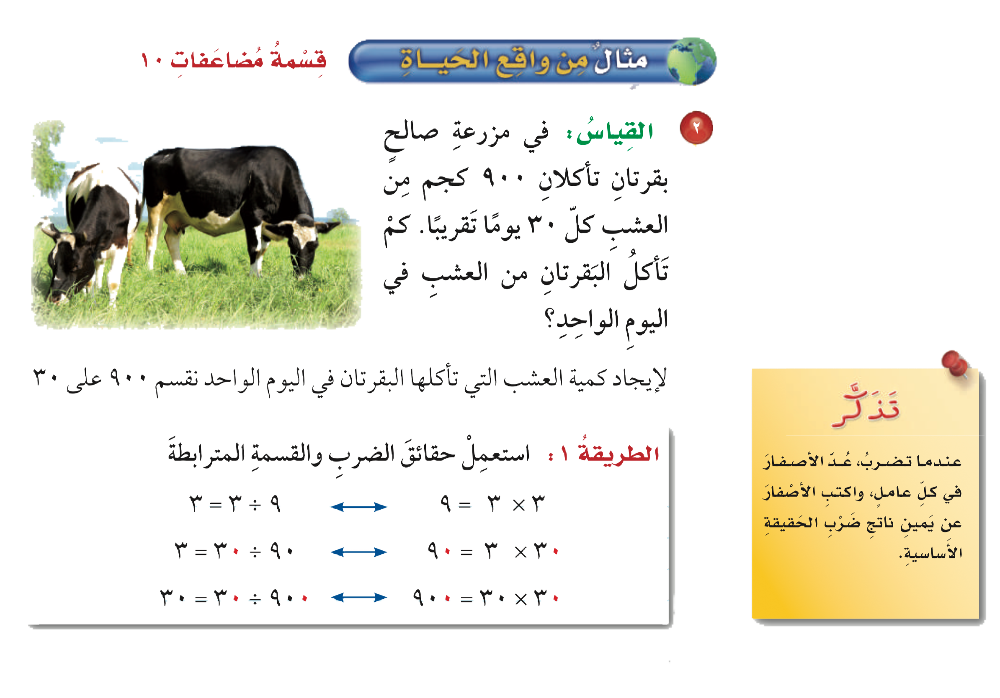 مثالٌ مِن واقِع الحَياةِ قِسْمةُ مُضاعَفاتِ ١٠
٢ القِياسُ: في مزرعةِ صالحٍ
بقرتانِ تأكلانِ ٩٠٠ كجم مِن
العشبِ كلّ ٣٠ يومًا تَقريبًا. كمْ
تَأكلُ البَقرتانِ من العشبِ في
اليومِ الواحِدِ؟
لإيجاد كمية العشب التي تأكلها البقرتان في اليوم الواحد نقسم ٩٠٠ على ٣٠
الطريقةُ ١: استعمِلْ حقائقَ الضربِ والقسمةِ المترابطةَ
٣ × ٣ = ٩ ↔ ٩ ÷ ٣ = ٣
٣٠ × ٣ = ٩٠ ↔ ٩٠ ÷ ٣٠ = ٣
٣٠ × ٣٠ = ٩٠٠ ↔ ٩٠٠ ÷ ٣٠ = ٣٠
تَذَكَّر
عندما تضربُ، عُدّ الأصفارَ
في كلِّ عاملٍ، واكتبِ الأصْفارَ
عن يَمينِ ناتجِ ضَرْبِ الحَقيقةِ
الأَساسيةِ.